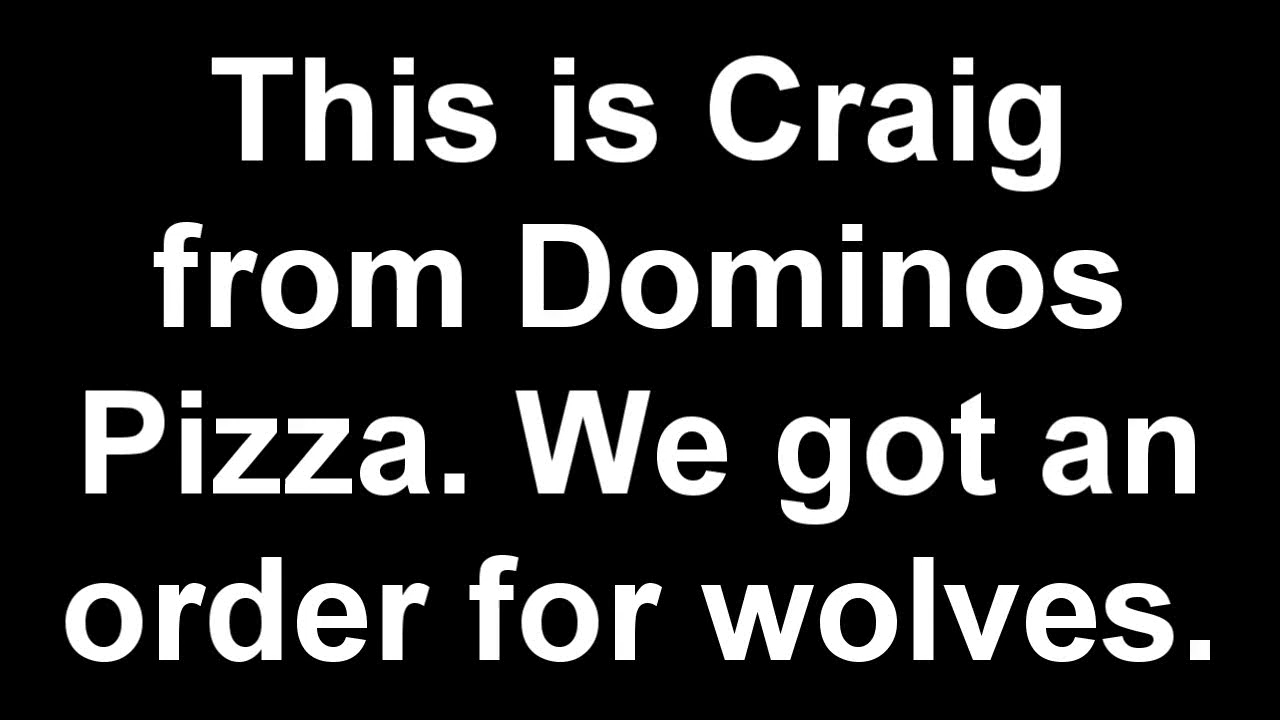 This is Craig
from Dominos
Pizza. We got an
order for wolves.